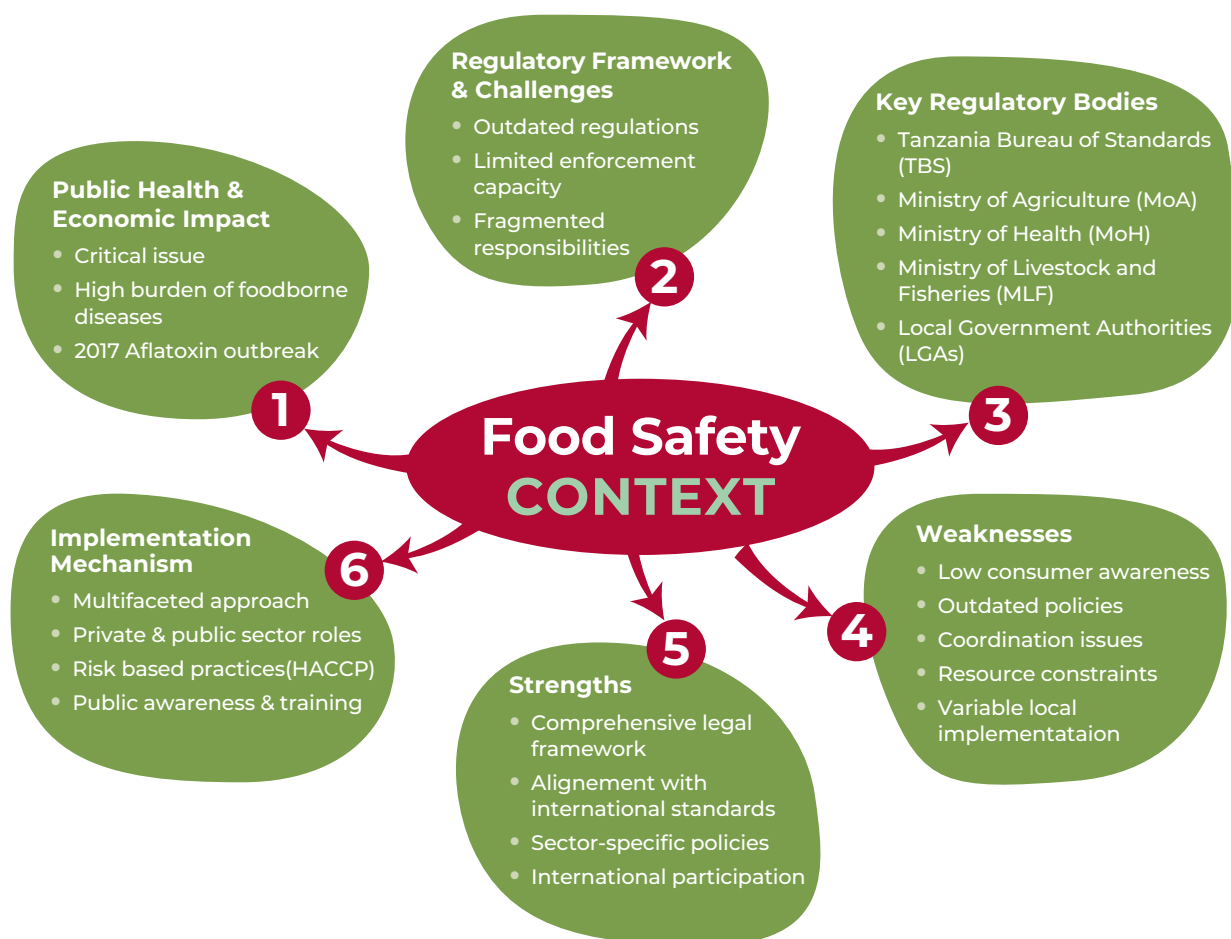 Food Safety
CONTEXT
Public Health &
Economic Impact
• Critical issue
• High burden of foodborne
diseases
• 2017 Aflatoxin outbreak
1
Regulatory Framework
& Challenges
• Outdated regulations
• Limited enforcement
capacity
• Fragmented
responsibilities
2
Key Regulatory Bodies
• Tanzania Bureau of Standards
(TBS)
• Ministry of Agriculture (MoA)
• Ministry of Health (MoH)
• Ministry of Livestock and
Fisheries (MLF)
• Local Government Authorities
(LGAs)
3
Weaknesses
• Low consumer awareness
• Outdated policies
• Coordination issues
• Resource constraints
• Variable local
implementataion
4
Strengths
• Comprehensive legal
framework
• Alignement with
international standards
• Sector-specific policies
• International participation
5
Implementation
Mechanism
• Multifaceted approach
• Private & public sector roles
• Risk based practices(HACCP)
• Public awareness & training
6